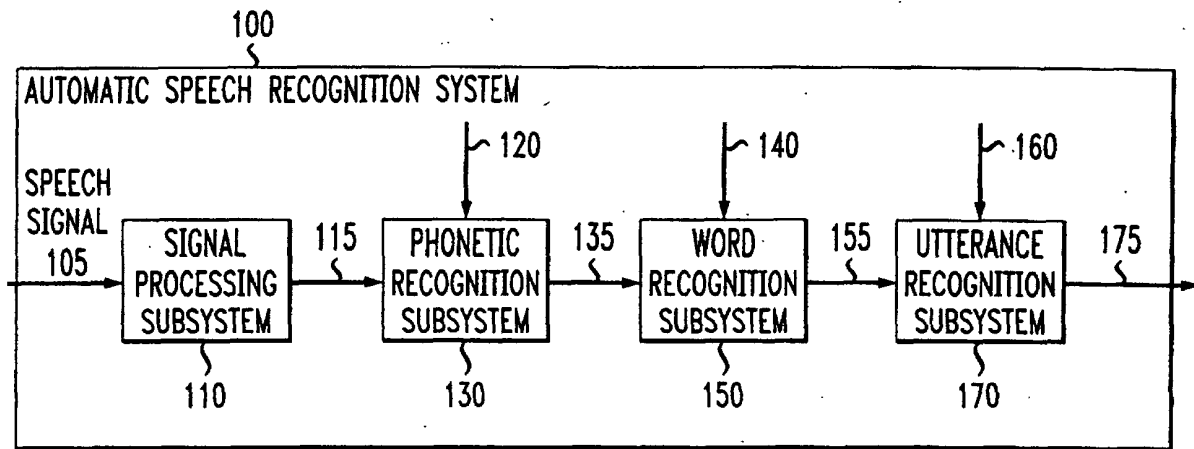 100
AUTOMATIC SPEECH RECOGNITION SYSTEM
120
140
160
SPEECH
SIGNAL
105
SIGNAL
PROCESSING
SUBSYSTEM
115
PHONETIC
RECOGNITION
SUBSYSTEM
135
WORD
RECOGNITION
SUBSYSTEM
155
UTTERANCE
RECOGNITION
SUBSYSTEM
175
110
130
150
170